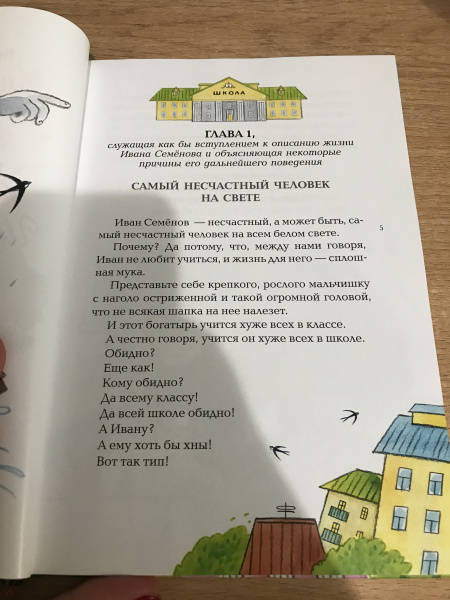 ШКОЛА
ГЛАВА 1,
служащая как бы вступлением к описанию жизни
Ивана Семёнова и объясняющая некоторые
причины его дальнейшего поведения
САМЫЙ НЕСЧАСТНЫЙ ЧЕЛОВЕК
НА СВЕТЕ
Иван Семёнов — несчастный, а может быть, са-
мый несчастный человек на всем белом свете.
Почему? Да потому, что, между нами говоря,
Иван не любит учиться, и жизнь для него — сплош-
ная мука.
Представьте себе крепкого, рослого мальчишку
с наголо остриженной и такой огромной головой,
что не всякая шапка на нее налезет.
И этот богатырь учится хуже всех в классе.
А честно говоря, учится он хуже всех в школе.
Обидно?
Еще как!
Кому обидно?
Да всему классу!
Да всей школе обидно!
А Ивану?
А ему хоть бы хны!
Вот так тип!
5